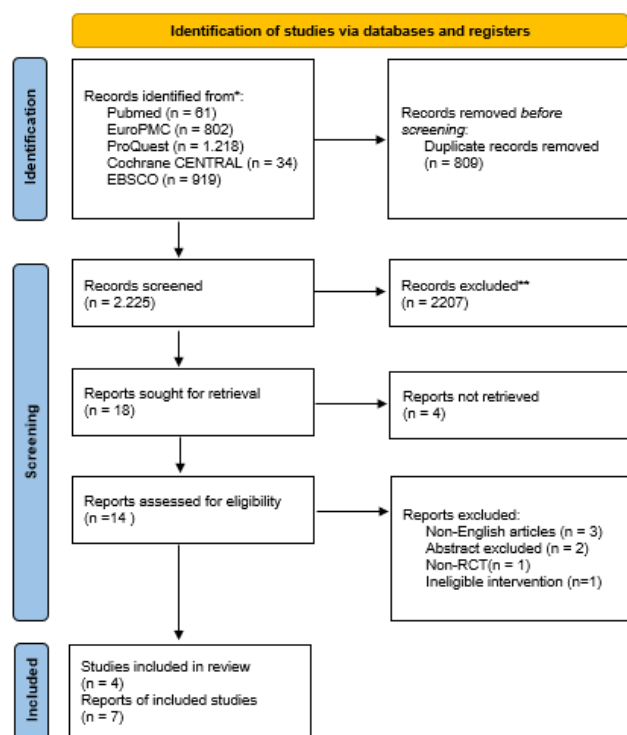 Identification of studies via databases and registers
Identification
Records identified from*:
Pubmed (n = 61)
EuroPMC (n = 802)
ProQuest (n = 1.218)
Cochrane CENTRAL (n = 34)
EBSCO (n = 919)
Records removed before
screening:
Duplicate records removed
(n = 809)
Screening
Records screened
(n = 2.225)
Records excluded**
(n = 2207)
Reports sought for retrieval
(n = 18)
Reports not retrieved
(n = 4)
Reports assessed for eligibility
(n =14 )
Reports excluded:
Non-English articles (n = 3)
Abstract excluded (n = 2)
Non-RCT(n = 1)
Ineligible intervention (n=1)
Included
Studies included in review
(n = 4)
Reports of included studies
(n = 7)